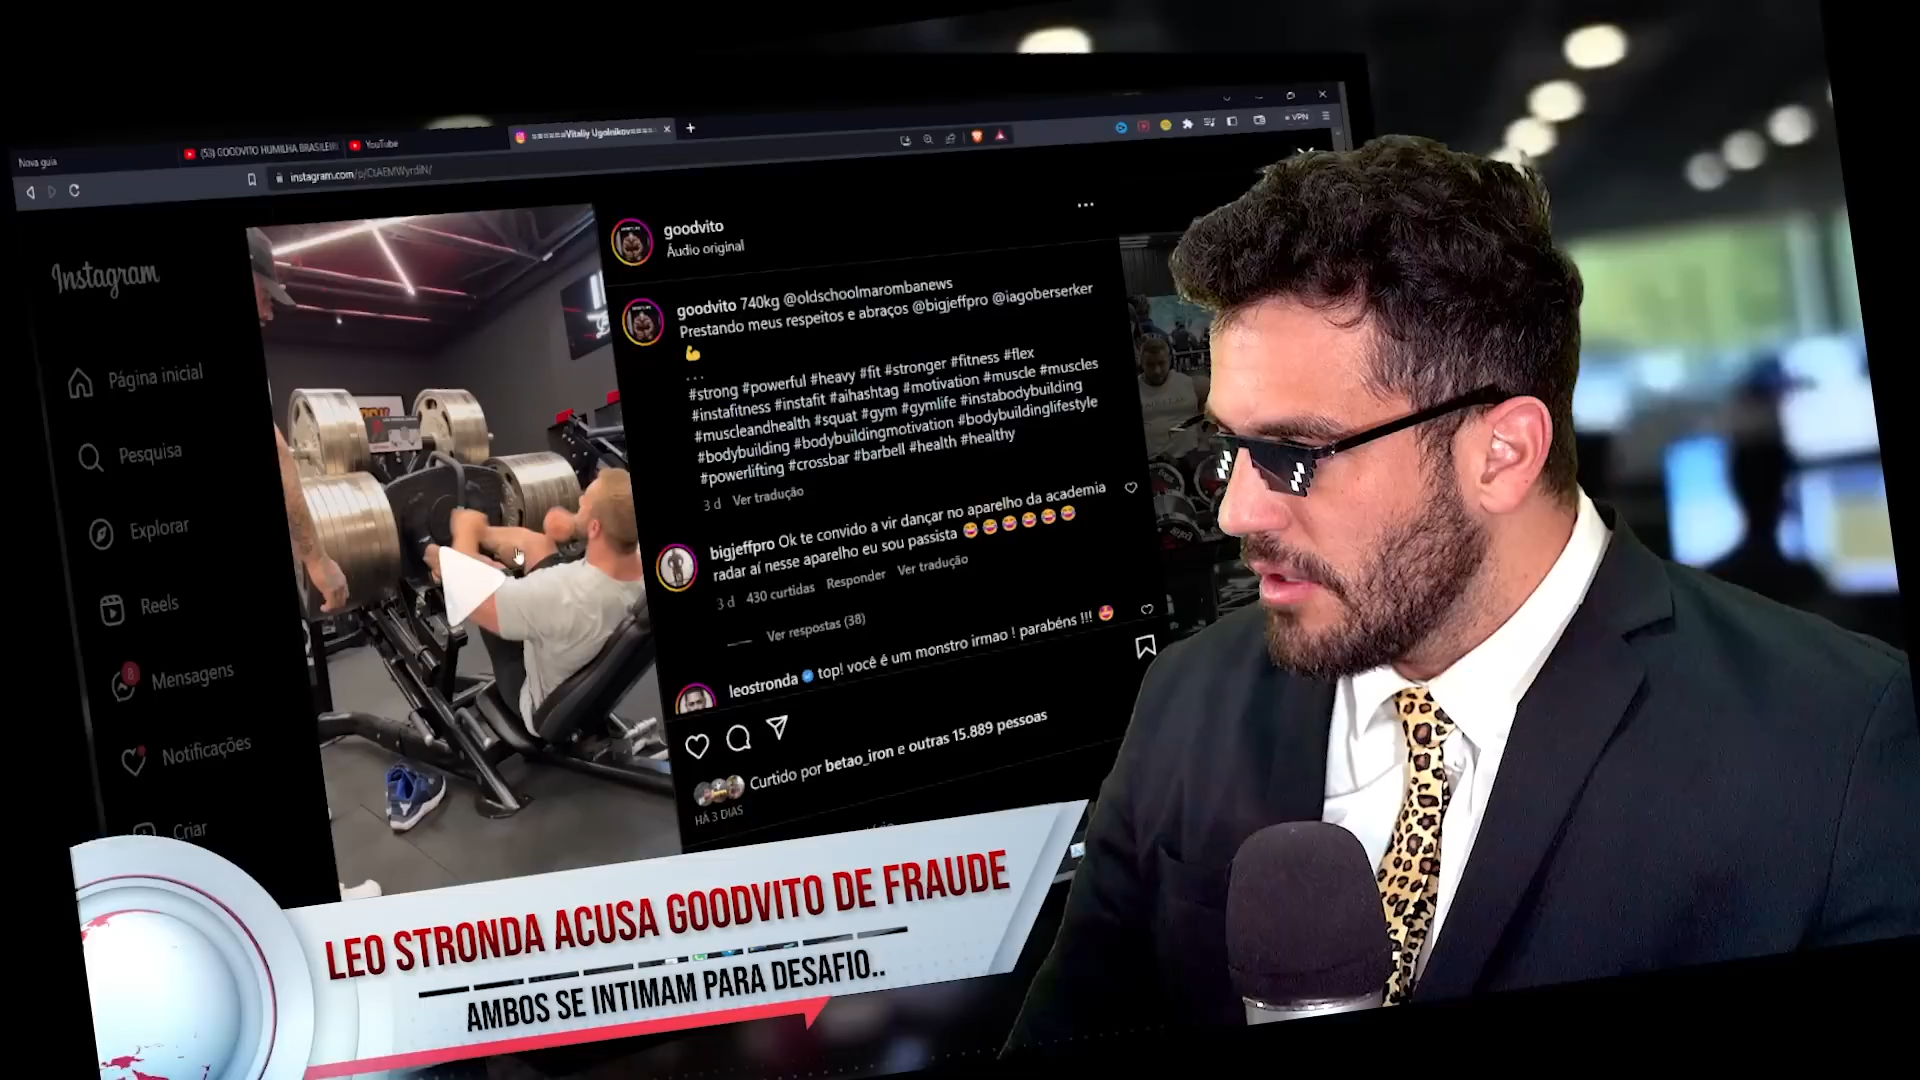 Nova guia
(53) GOODVITO HUMILHA BRASILEIR
YouTube
Vitaliy Ugolnikov
VPN
instagram.com/p/CtAEMWyrdiN/
Instagram
Página inicial
Pesquisa
Explorar
Reels
8
Mensagens
Notificações
Criar
goodvito
Áudio original
goodvito 740kg @oldschoolmarombanews
Prestando meus respeitos e abraços @bigjeffpro @iagoberserker
💪
...
#strong #powerful #heavy #fit #stronger #fitness #flex
#instafitness #instafit #aihashtag #motivation #muscle #muscles
#muscleandhealth #squat #gym #gymlife #instabodybuilding
#bodybuilding #bodybuildingmotivation #bodybuildinglifestyle
#powerlifting #crossbar #barbell #health #healthy
3 d Ver tradução
bigjeffpro Ok te convido a vir dançar no aparelho da academia
radar aí nesse aparelho eu sou passista 😂😂😂😂😂😂
3 d 430 curtidas Responder Ver tradução
Ver respostas (38)
leostronda top! você é um monstro irmao ! parabéns !!! 🤩
Curtido por betao_iron e outras 15.889 pessoas
HÁ 3 DIAS
LEO STRONDA ACUSA GOODVITO DE FRAUDE
AMBOS SE INTIMAM PARA DESAFIO..